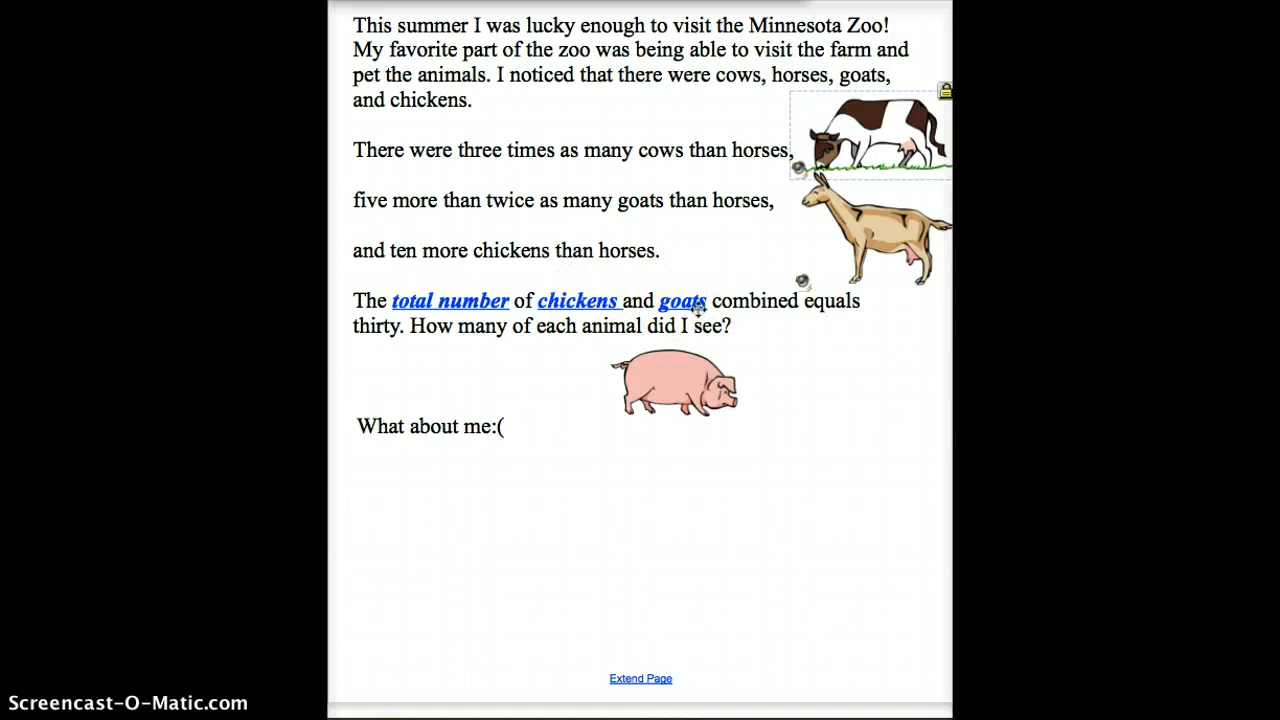 This summer I was lucky enough to visit the Minnesota Zoo!
My favorite part of the zoo was being able to visit the farm and
pet the animals. I noticed that there were cows, horses, goats,
and chickens.
There were three times as many cows than horses,
five more than twice as many goats than horses,
and ten more chickens than horses.
The total number of chickens and goats combined equals
thirty. How many of each animal did I see?
What about me:(
Extend Page
Screencast-O-Matic.com